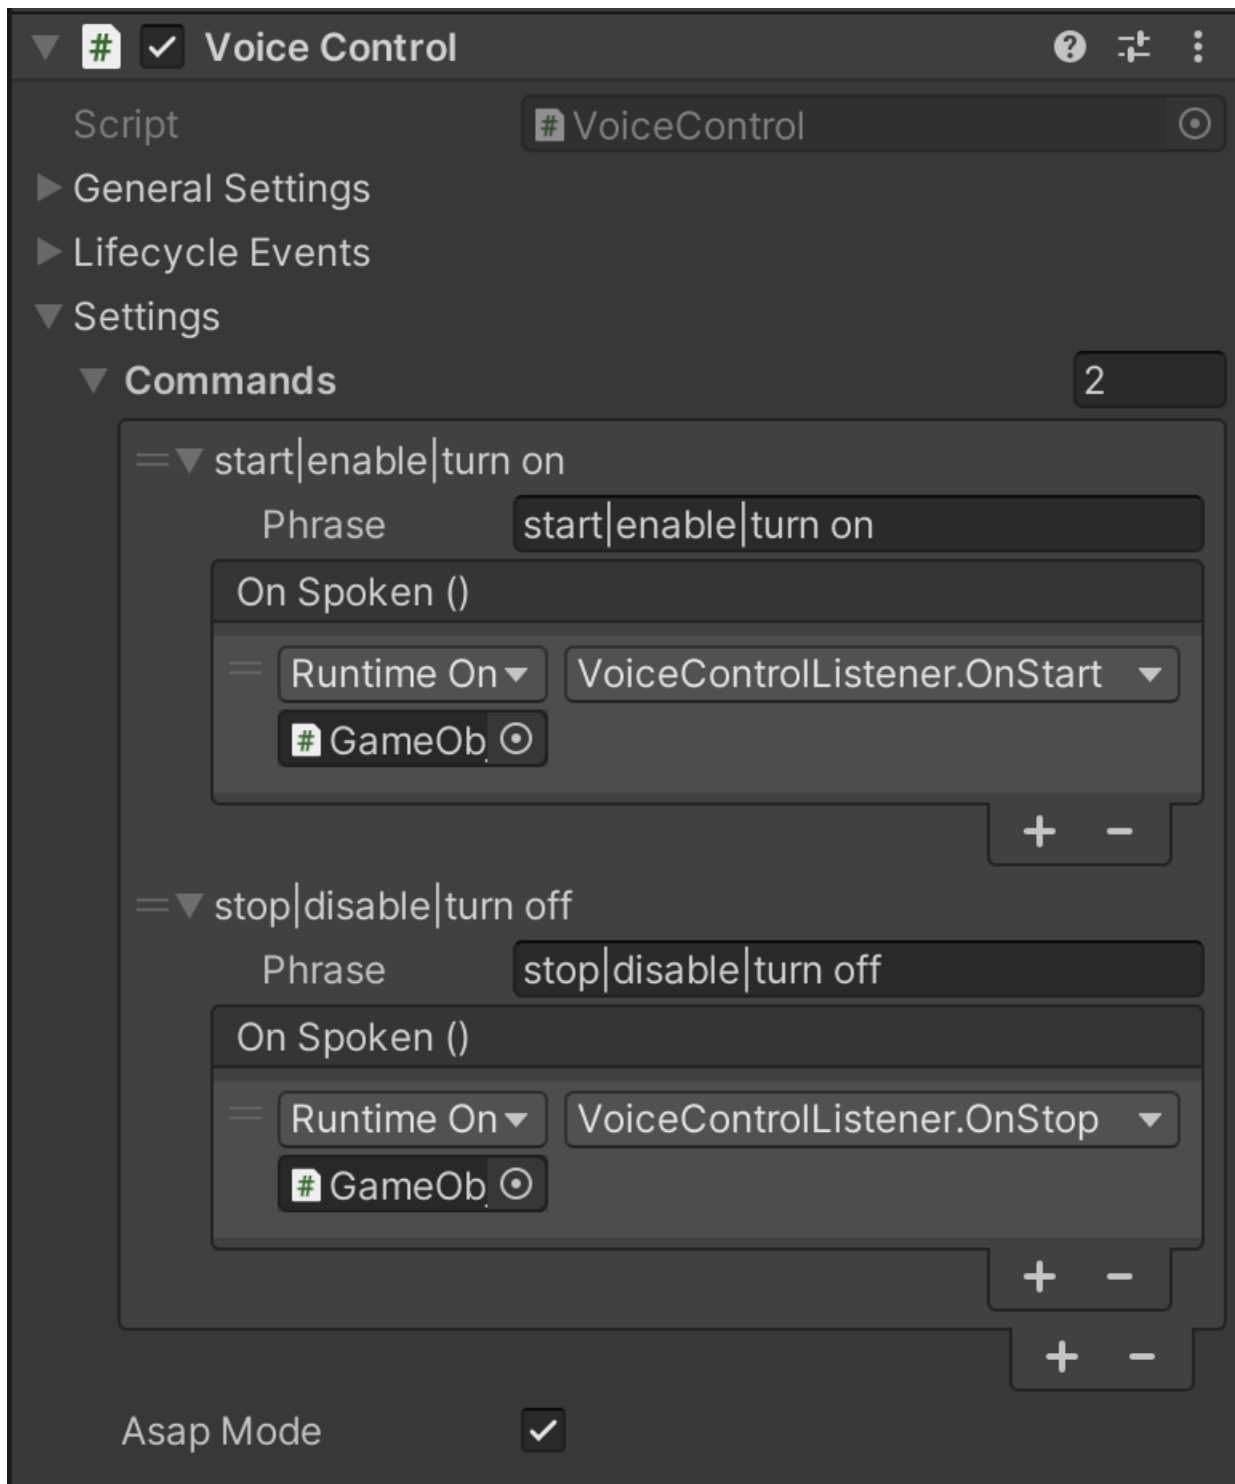 Voice Control
Script # VoiceControl
General Settings
Lifecycle Events
Settings
Commands 2
start|enable|turn on
Phrase start|enable|turn on
On Spoken ()
Runtime On VoiceControlListener.OnStart
# GameOb
stop|disable|turn off
Phrase stop|disable|turn off
On Spoken ()
Runtime On VoiceControlListener.OnStop
# GameOb
Asap Mode